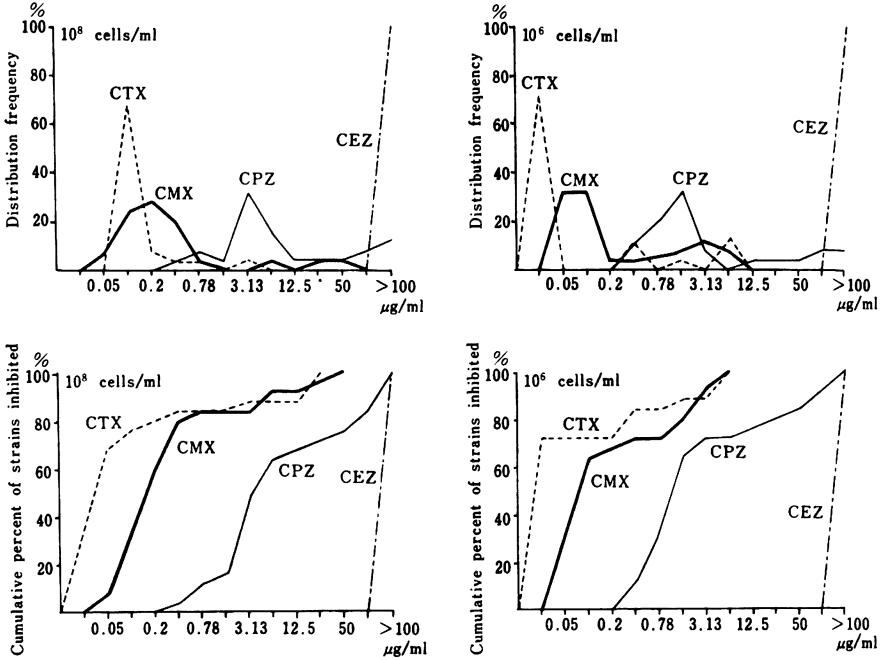 %
100
80
60
40
20
Distribution frequency
10⁸ cells/ml
CTX
CMX
CPZ
CEZ
0.05 0.2 0.78 3.13 12.5 50 >100
μg/ml
%
100
80
60
40
20
Distribution frequency
10⁶ cells/ml
CTX
CMX
CPZ
CEZ
0.05 0.2 0.78 3.13 12.5 50 >100
μg/ml
%
100
80
60
40
20
Cumulative percent of strains inhibited
10⁸ cells/ml
CTX
CMX
CPZ
CEZ
0.05 0.2 0.78 3.13 12.5 50 >100
μg/ml
%
100
80
60
40
20
Cumulative percent of strains inhibited
10⁶ cells/ml
CTX
CMX
CPZ
CEZ
0.05 0.2 0.78 3.13 12.5 50 >100
μg/ml